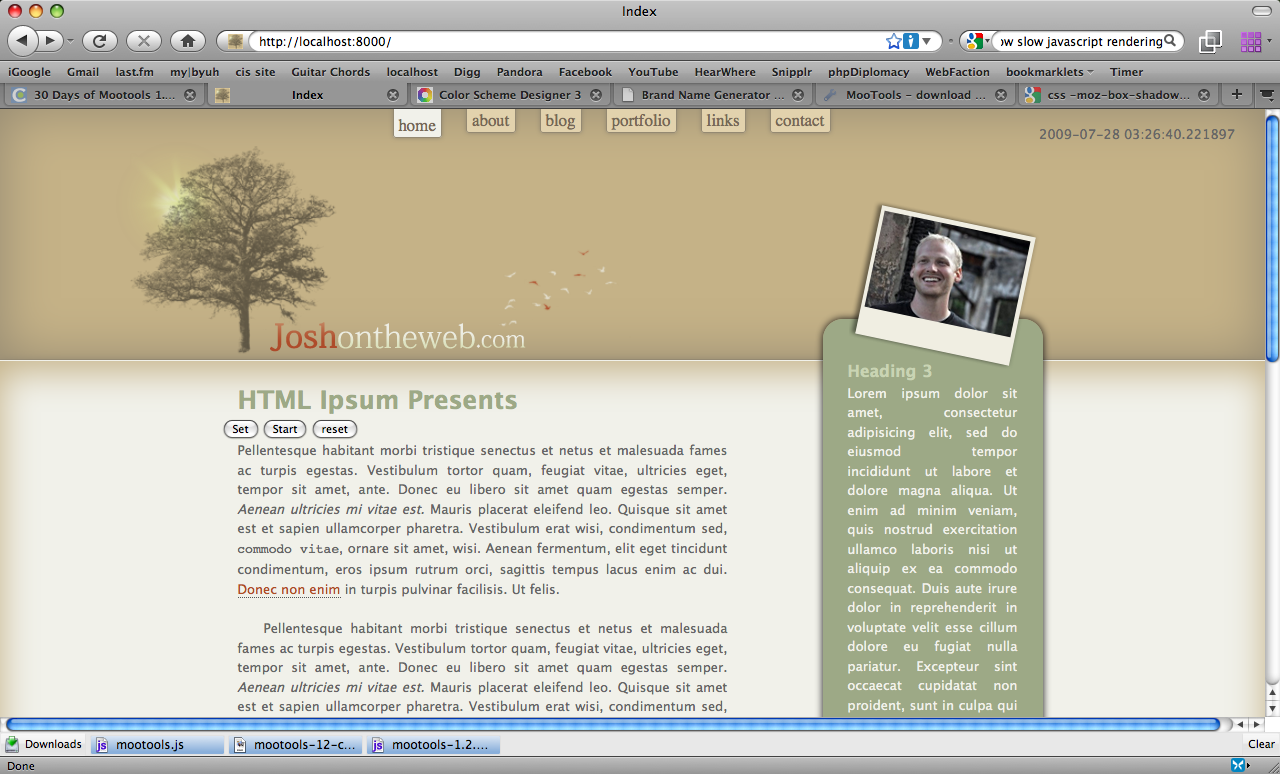 Index
http://localhost:8000/
ow slow javascript rendering
iGoogle Gmail last.fm my|byuh cis site Guitar Chords localhost Digg Pandora Facebook YouTube HearWhere Snipplr phpDiplomacy WebFaction bookmarklets Timer
30 Days of Mootools 1.... Index Color Scheme Designer 3 Brand Name Generator ... MooTools - download ... css -moz-box-shadow...
home about blog portfolio links contact
2009-07-28 03:26:40.221897
Joshontheweb.com
HTML Ipsum Presents
Set Start reset
Pellentesque habitant morbi tristique senectus et netus et malesuada fames
ac turpis egestas. Vestibulum tortor quam, feugiat vitae, ultricies eget,
tempor sit amet, ante. Donec eu libero sit amet quam egestas semper.
Aenean ultricies mi vitae est. Mauris placerat eleifend leo. Quisque sit amet
est et sapien ullamcorper pharetra. Vestibulum erat wisi, condimentum sed,
commodo vitae, ornare sit amet, wisi. Aenean fermentum, elit eget tincidunt
condimentum, eros ipsum rutrum orci, sagittis tempus lacus enim ac dui.
Donec non enim in turpis pulvinar facilisis. Ut felis.
Pellentesque habitant morbi tristique senectus et netus et malesuada
fames ac turpis egestas. Vestibulum tortor quam, feugiat vitae, ultricies eget,
tempor sit amet, ante. Donec eu libero sit amet quam egestas semper.
Aenean ultricies mi vitae est. Mauris placerat eleifend leo. Quisque sit amet
est et sapien ullamcorper pharetra. Vestibulum erat wisi, condimentum sed,
Heading 3
Lorem ipsum dolor sit
amet, consectetur
adipisicing elit, sed do
eiusmod tempor
incididunt ut labore et
dolore magna aliqua. Ut
enim ad minim veniam,
quis nostrud exercitation
ullamco laboris nisi ut
aliquip ex ea commodo
consequat. Duis aute irure
dolor in reprehenderit in
voluptate velit esse cillum
dolore eu fugiat nulla
pariatur. Excepteur sint
occaecat cupidatat non
proident, sunt in culpa qui
Downloads mootools.js mootools-12-c... mootools-1.2.... Clear
Done